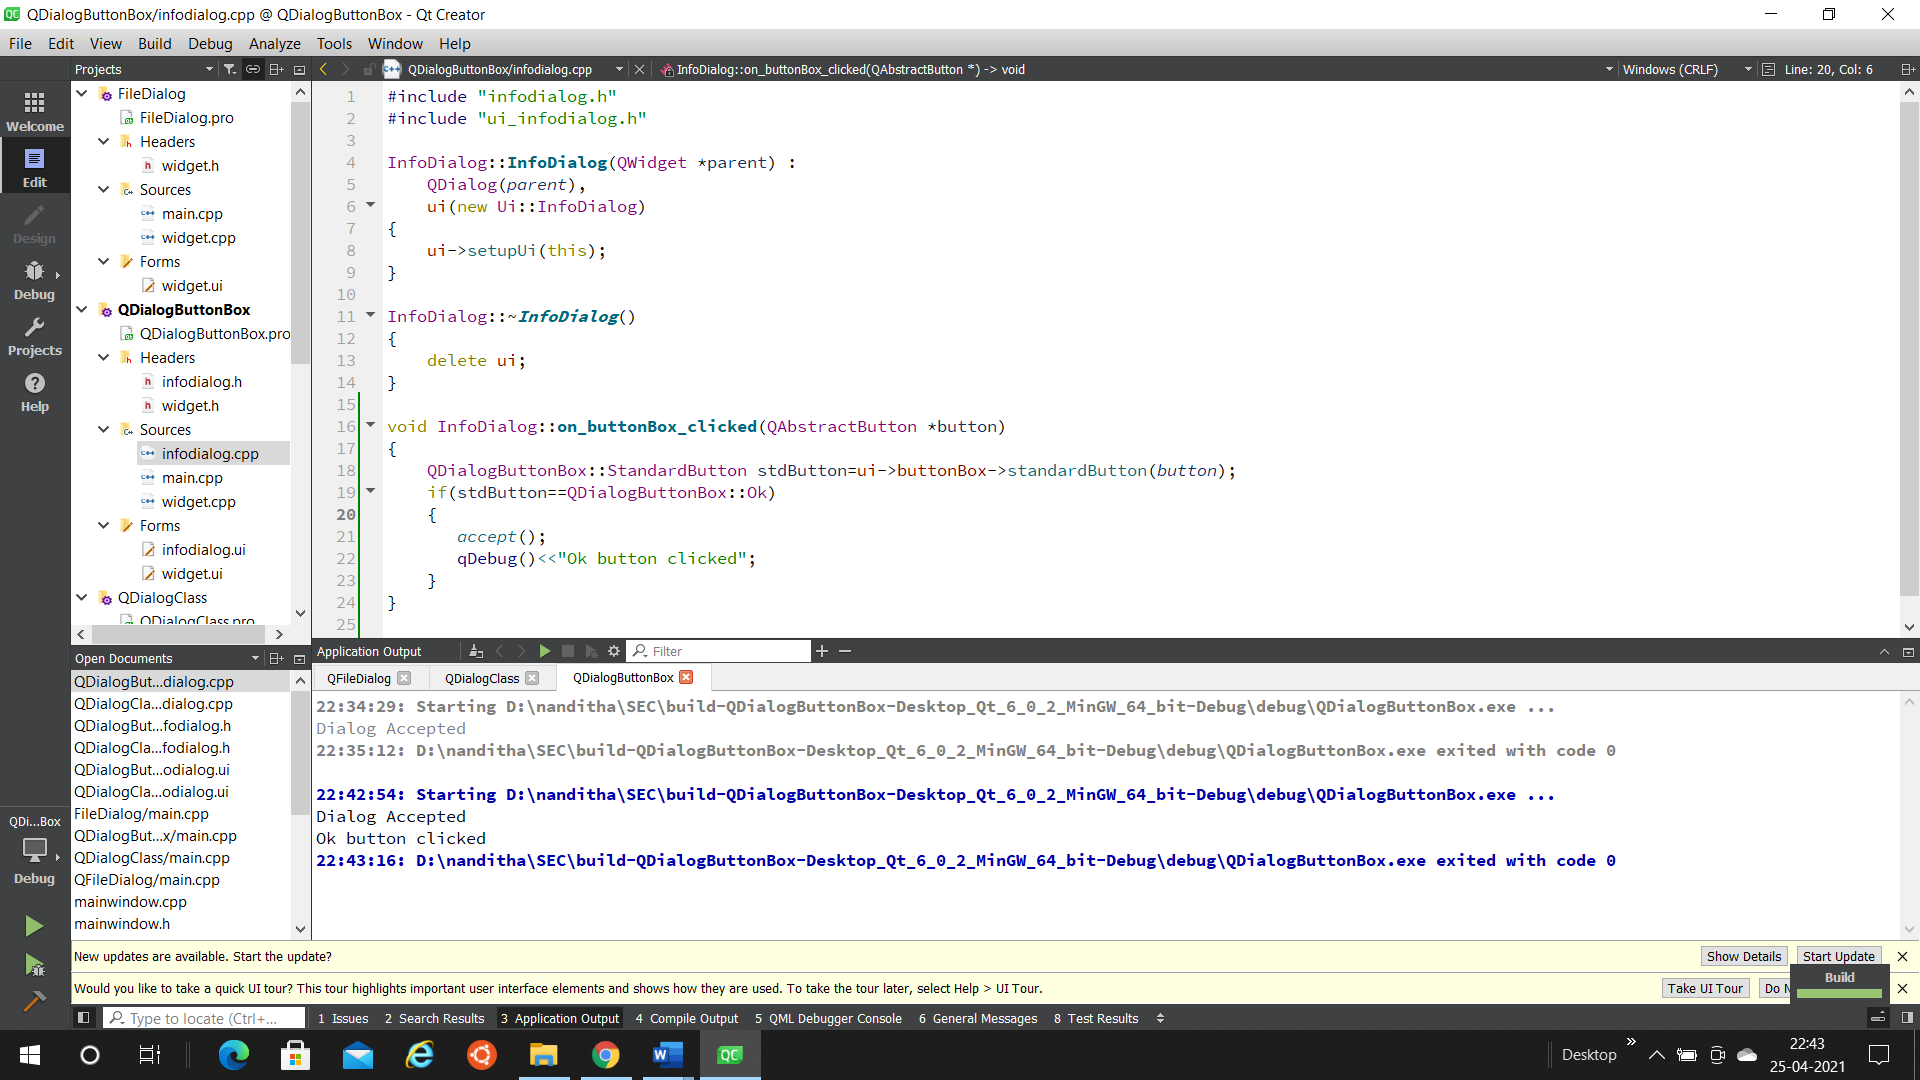 QDialogButtonBox/infodialog.cpp @ QDialogButtonBox - Qt Creator
File Edit View Build Debug Analyze Tools Window Help
Projects
QDialogButtonBox/infodialog.cpp
InfoDialog::on_buttonBox_clicked(QAbstractButton *) -> void
Windows (CRLF)
Line: 20, Col: 6
Welcome
Edit
Design
Debug
Projects
Help
QDi...Box
Debug
FileDialog
FileDialog.pro
Headers
widget.h
Sources
main.cpp
widget.cpp
Forms
widget.ui
QDialogButtonBox
QDialogButtonBox.pro
Headers
infodialog.h
widget.h
Sources
infodialog.cpp
main.cpp
widget.cpp
Forms
infodialog.ui
widget.ui
QDialogClass
QDialogClass.pro
1 #include "infodialog.h"
2 #include "ui_infodialog.h"
3
4 InfoDialog::InfoDialog(QWidget *parent) :
5     QDialog(parent),
6     ui(new Ui::InfoDialog)
7 {
8     ui->setupUi(this);
9 }
10
11 InfoDialog::~InfoDialog()
12 {
13     delete ui;
14 }
15
16 void InfoDialog::on_buttonBox_clicked(QAbstractButton *button)
17 {
18     QDialogButtonBox::StandardButton stdButton=ui->buttonBox->standardButton(button);
19     if(stdButton==QDialogButtonBox::Ok)
20     {
21        accept();
22        qDebug()<<"Ok button clicked";
23     }
24 }
25
Open Documents
QDialogBut...dialog.cpp
QDialogCla...dialog.cpp
QDialogBut...fodialog.h
QDialogCla...fodialog.h
QDialogBut...odialog.ui
QDialogCla...odialog.ui
FileDialog/main.cpp
QDialogBut...x/main.cpp
QDialogClass/main.cpp
QFileDialog/main.cpp
mainwindow.cpp
mainwindow.h
Application Output
Filter
QFileDialog
QDialogClass
QDialogButtonBox
22:34:29: Starting D:\nanditha\SEC\build-QDialogButtonBox-Desktop_Qt_6_0_2_MinGW_64_bit-Debug\debug\QDialogButtonBox.exe ...
Dialog Accepted
22:35:12: D:\nanditha\SEC\build-QDialogButtonBox-Desktop_Qt_6_0_2_MinGW_64_bit-Debug\debug\QDialogButtonBox.exe exited with code 0
22:42:54: Starting D:\nanditha\SEC\build-QDialogButtonBox-Desktop_Qt_6_0_2_MinGW_64_bit-Debug\debug\QDialogButtonBox.exe ...
Dialog Accepted
Ok button clicked
22:43:16: D:\nanditha\SEC\build-QDialogButtonBox-Desktop_Qt_6_0_2_MinGW_64_bit-Debug\debug\QDialogButtonBox.exe exited with code 0
New updates are available. Start the update?
Show Details
Start Update
Would you like to take a quick UI tour? This tour highlights important user interface elements and shows how they are used. To take the tour later, select Help > UI Tour.
Take UI Tour
Do
Build
Type to locate (Ctrl+...
1 Issues 2 Search Results 3 Application Output 4 Compile Output 5 QML Debugger Console 6 General Messages 8 Test Results
Desktop
22:43
25-04-2021